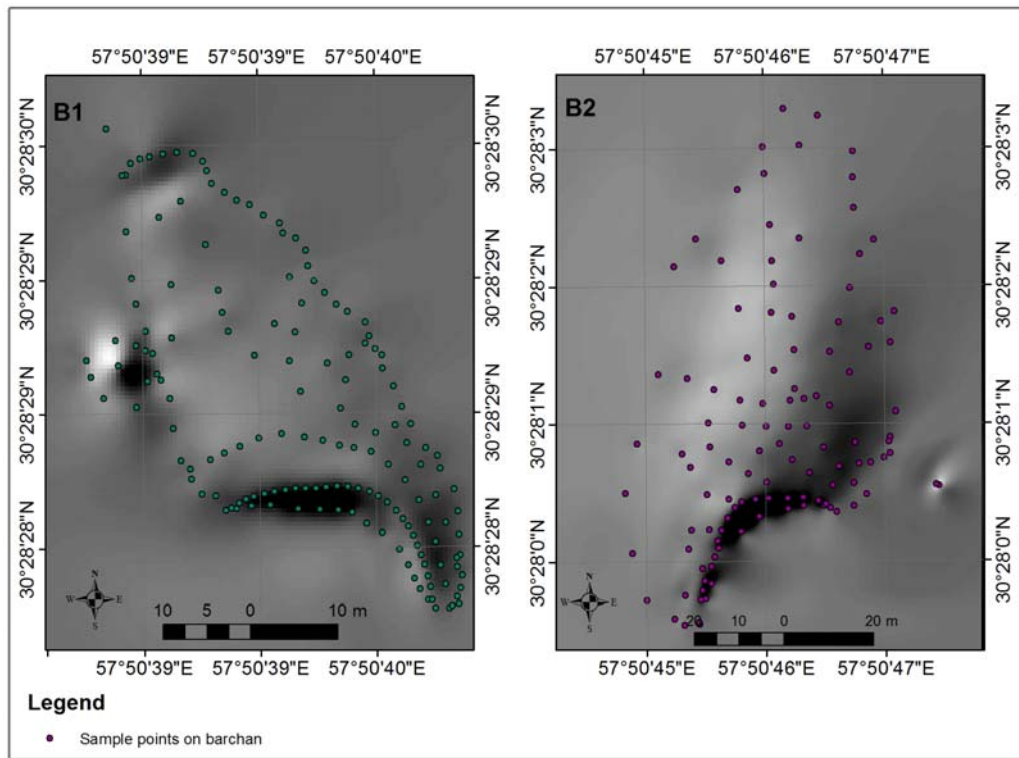 57°50'39"E 57°50'39"E 57°50'40"E
57°50'45"E 57°50'46"E 57°50'47"E
B1
B2
30°28'30"N
30°28'29"N
30°28'29"N
30°28'28"N
30°28'30"N
30°28'29"N
30°28'29"N
30°28'28"N
30°28'3"N
30°28'2"N
30°28'1"N
30°28'0"N
30°28'3"N
30°28'2"N
30°28'1"N
30°28'0"N
N
W E
S
10 5 0 10 m
N
W E
S
20 10 0 20 m
57°50'39"E 57°50'39"E 57°50'40"E
57°50'45"E 57°50'46"E 57°50'47"E
Legend
Sample points on barchan